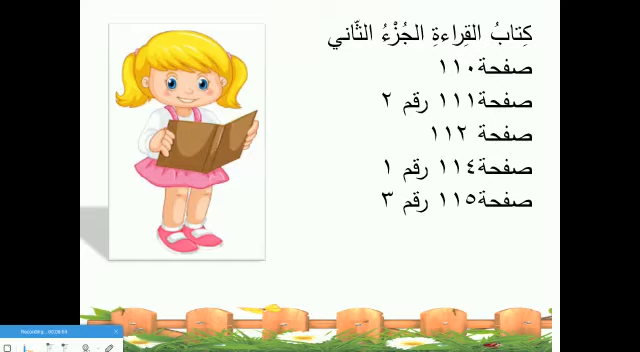 كِتابُ القِراءةِ الجُزْءُ الثّاني
صفحة١١٠
صفحة١١١ رقم ٢
صفحة ١١٢
صفحة١١٤ رقم ١
صفحة١١٥ رقم ٣